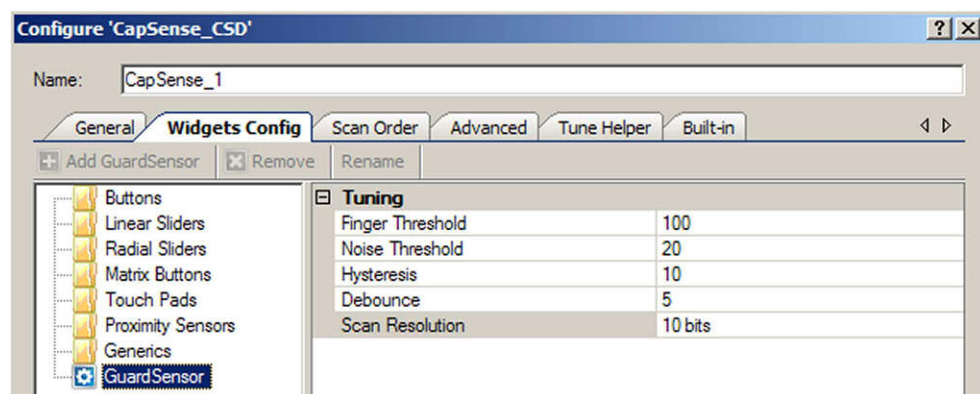 Configure 'CapSense_CSD'
Name: CapSense_1
General Widgets Config Scan Order Advanced Tune Helper Built-in
Add GuardSensor Remove Rename
Buttons
Linear Sliders
Radial Sliders
Matrix Buttons
Touch Pads
Proximity Sensors
Generics
GuardSensor
Tuning
Finger Threshold 100
Noise Threshold 20
Hysteresis 10
Debounce 5
Scan Resolution 10 bits